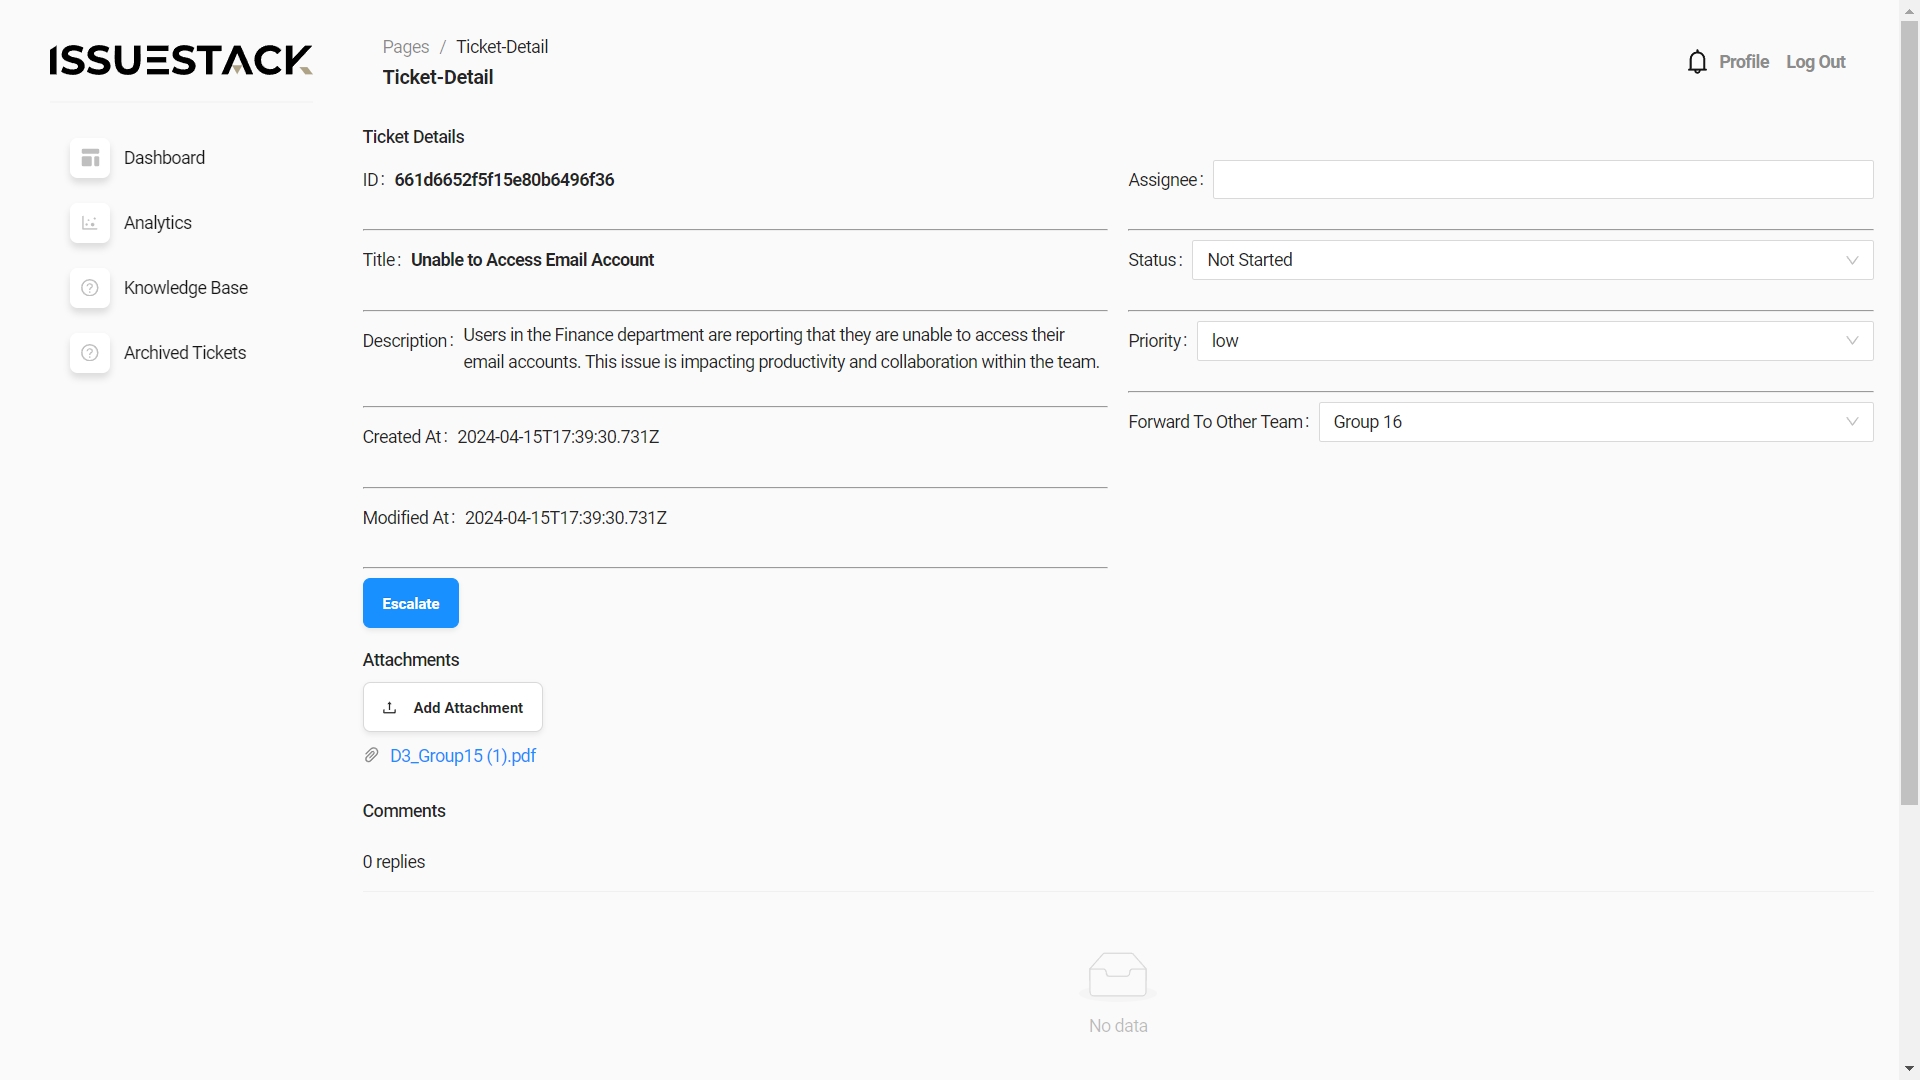 ISSUESTACK
Dashboard
Analytics
Knowledge Base
Archived Tickets
Pages / Ticket-Detail
Ticket-Detail
Profile Log Out
Ticket Details
ID: 661d6652f5f15e80b6496f36
Title: Unable to Access Email Account
Description: Users in the Finance department are reporting that they are unable to access their
email accounts. This issue is impacting productivity and collaboration within the team.
Created At: 2024-04-15T17:39:30.731Z
Modified At: 2024-04-15T17:39:30.731Z
Escalate
Assignee:
Status: Not Started
Priority: low
Forward To Other Team: Group 16
Attachments
Add Attachment
D3_Group15 (1).pdf
Comments
0 replies
No data